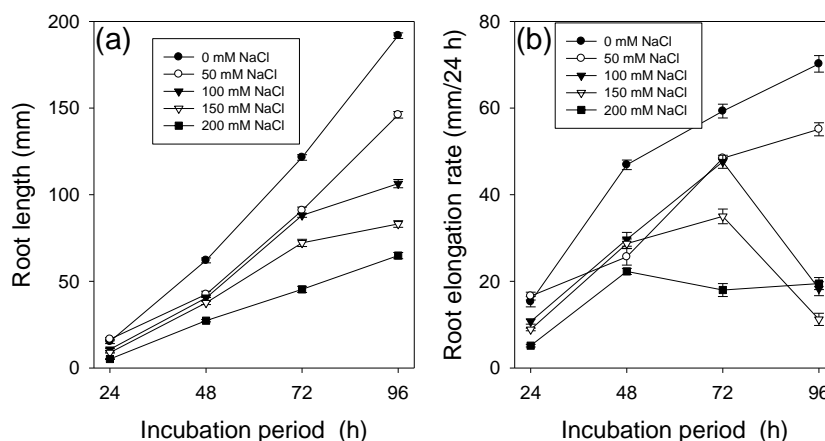 (a)
0 mM NaCl
50 mM NaCl
100 mM NaCl
150 mM NaCl
200 mM NaCl
Root length (mm)
200
150
100
50
0
24 48 72 96
Incubation period (h)
(b)
0 mM NaCl
50 mM NaCl
100 mM NaCl
150 mM NaCl
200 mM NaCl
Root elongation rate (mm/24 h)
80
60
40
20
0
24 48 72 96
Incubation period (h)